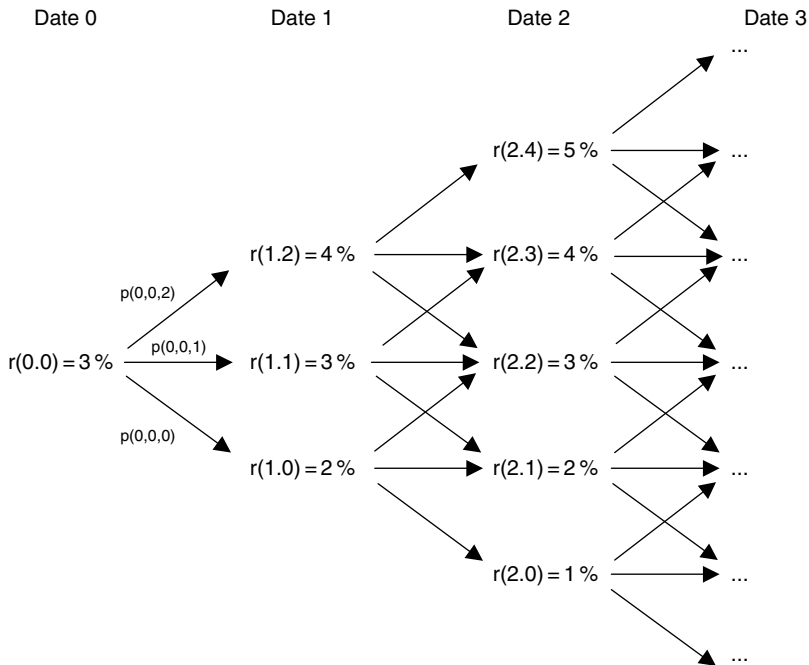 Date 0 Date 1 Date 2 Date 3
...
r(2.4) = 5 % ...
r(1.2) = 4 % r(2.3) = 4 % ...
p(0,0,2)
p(0,0,1)
r(0.0) = 3 % r(1.1) = 3 % r(2.2) = 3 % ...
p(0,0,0)
r(1.0) = 2 % r(2.1) = 2 % ...
r(2.0) = 1 % ...
...